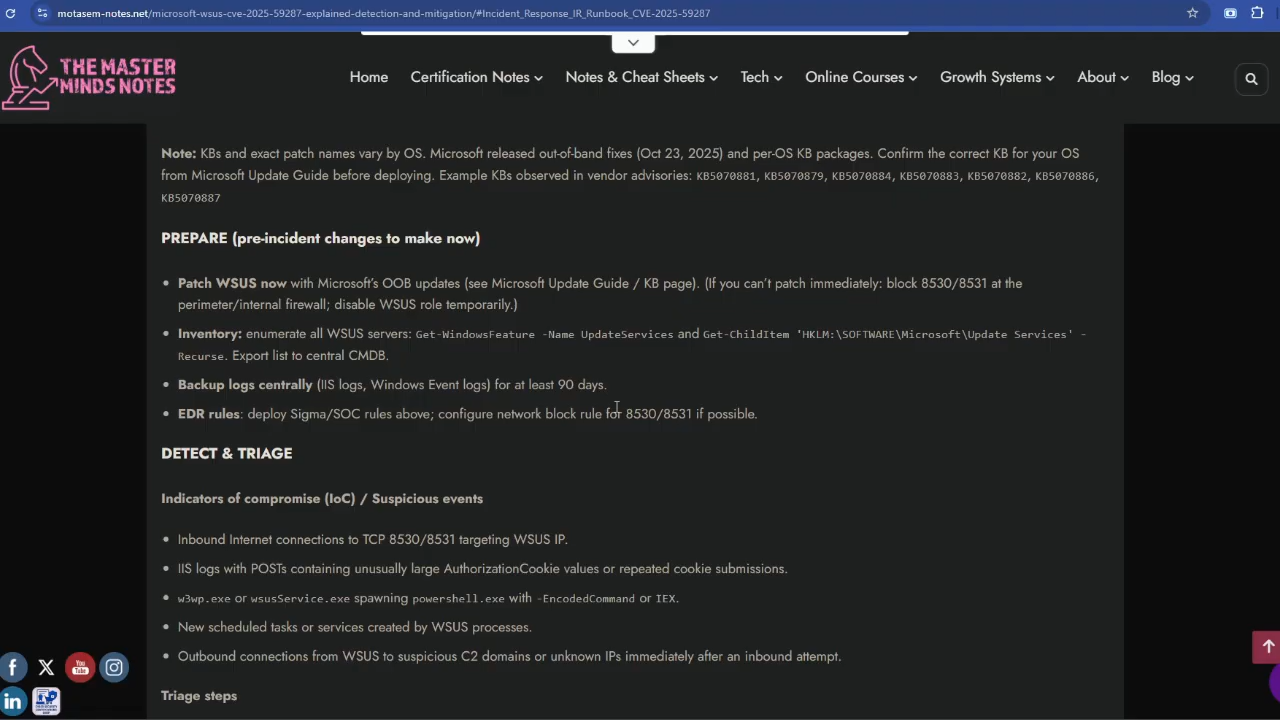 motasem-notes.net/microsoft-wsus-cve-2025-59287-explained-detection-and-mitigation/#Incident_Response_IR_Runbook_CVE-2025-59287
THE MASTER
MINDS NOTES
Home Certification Notes Notes & Cheat Sheets Tech Online Courses Growth Systems About Blog
Note: KBs and exact patch names vary by OS. Microsoft released out-of-band fixes (Oct 23, 2025) and per-OS KB packages. Confirm the correct KB for your OS
from Microsoft Update Guide before deploying. Example KBs observed in vendor advisories: KB5070881, KB5070879, KB5070884, KB5070883, KB5070882, KB5070886,
KB5070887
PREPARE (pre-incident changes to make now)
• Patch WSUS now with Microsoft's OOB updates (see Microsoft Update Guide / KB page). (If you can't patch immediately: block 8530/8531 at the
perimeter/internal firewall; disable WSUS role temporarily.)
• Inventory: enumerate all WSUS servers: Get-WindowsFeature -Name UpdateServices and Get-ChildItem 'HKLM:\SOFTWARE\Microsoft\Update Services' -
Recurse. Export list to central CMDB.
• Backup logs centrally (IIS logs, Windows Event logs) for at least 90 days.
• EDR rules: deploy Sigma/SOC rules above; configure network block rule for 8530/8531 if possible.
DETECT & TRIAGE
Indicators of compromise (IoC) / Suspicious events
• Inbound Internet connections to TCP 8530/8531 targeting WSUS IP.
• IIS logs with POSTs containing unusually large AuthorizationCookie values or repeated cookie submissions.
• w3wp.exe or wsusService.exe spawning powershell.exe with -EncodedCommand or IEX.
• New scheduled tasks or services created by WSUS processes.
• Outbound connections from WSUS to suspicious C2 domains or unknown IPs immediately after an inbound attempt.
Triage steps